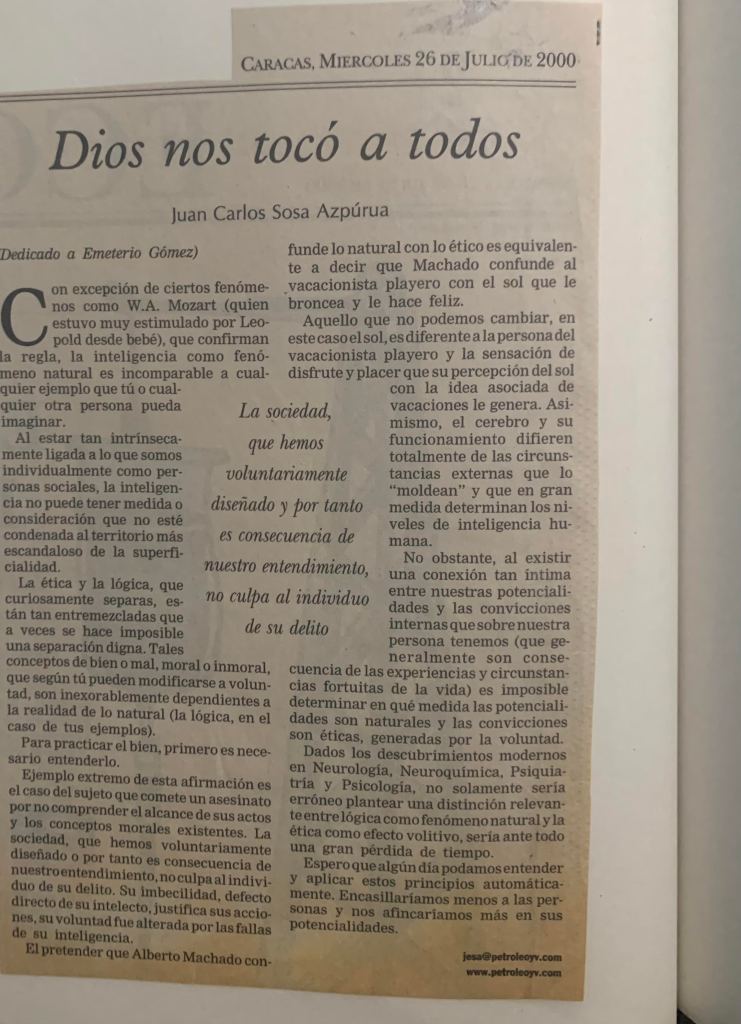 CARACAS, MIERCOLES 26 DE JULIO DE 2000
Dios nos tocó a todos
Juan Carlos Sosa Azpúrua
Dedicado a Emeterio Gómez)
Con excepción de ciertos fenóme-
nos como W.A. Mozart (quien
estuvo muy estimulado por Leo-
pold desde bebé), que confirman
la regla, la inteligencia como fenó-
meno natural es incomparable a cual-
quier ejemplo que tú o cual-
quier otra persona pueda
imaginar.
Al estar tan intrínseca-
mente ligada a lo que somos
individualmente como per-
sonas sociales, la inteligen-
cia no puede tener medida o
consideración que no esté
condenada al territorio más
escandaloso de la superfi-
cialidad.
La ética y la lógica, que
curiosamente separas, es-
tán tan entremezcladas que
a veces se hace imposible
una separación digna. Tales
conceptos de bien o mal, moral o inmoral,
que según tú pueden modificarse a volun-
tad, son inexorablemente dependientes a
la realidad de lo natural (la lógica, en el
caso de tus ejemplos).
Para practicar el bien, primero es nece-
sario entenderlo.
Ejemplo extremo de esta afirmación es
el caso del sujeto que comete un asesinato
por no comprender el alcance de sus actos
y los conceptos morales existentes. La
sociedad, que hemos voluntariamente
diseñado o por tanto es consecuencia de
nuestro entendimiento, no culpa al indivi-
duo de su delito. Su imbecilidad, defecto
directo de su intelecto, justifica sus accio-
nes, su voluntad fue alterada por las fallas
de su inteligencia.
El pretender que Alberto Machado con-
La sociedad,
que hemos
voluntariamente
diseñado y por tanto
es consecuencia de
nuestro entendimiento,
no culpa al individuo
de su delito
funde lo natural con lo ético es equivalen-
te a decir que Machado confunde al
vacacionista playero con el sol que le
broncea y le hace feliz.
Aquello que no podemos cambiar, en
este caso el sol, es diferente a la persona del
vacacionista playero y la sensación de
disfrute y placer que su percepción del sol
con la idea asociada de
vacaciones le genera. Asi-
mismo, el cerebro y su
funcionamiento difieren
totalmente de las circuns-
tancias externas que lo
"moldean" y que en gran
medida determinan los ni-
veles de inteligencia hu-
mana.
No obstante, al existir
una conexión tan íntima
entre nuestras potenciali-
dades y las convicciones
internas que sobre nuestra
persona tenemos (que ge-
neralmente son conse-
cuencia de las experiencias y circunstan-
cias fortuitas de la vida) es imposible
determinar en qué medida las potenciali-
dades son naturales y las convicciones
son éticas, generadas por la voluntad.
Dados los descubrimientos modernos
en Neurología, Neuroquímica, Psiquia-
tría y Psicología, no solamente sería
erróneo plantear una distinción relevan-
te entre lógica como fenómeno natural y la
ética como efecto volitivo, sería ante todo
una gran pérdida de tiempo.
Espero que algún día podamos entender
y aplicar estos principios automática-
mente. Encasillaríamos menos a las per-
sonas y nos afincaríamos más en sus
potencialidades.
jesa@petroleoyv.com
www.petroleoyv.com